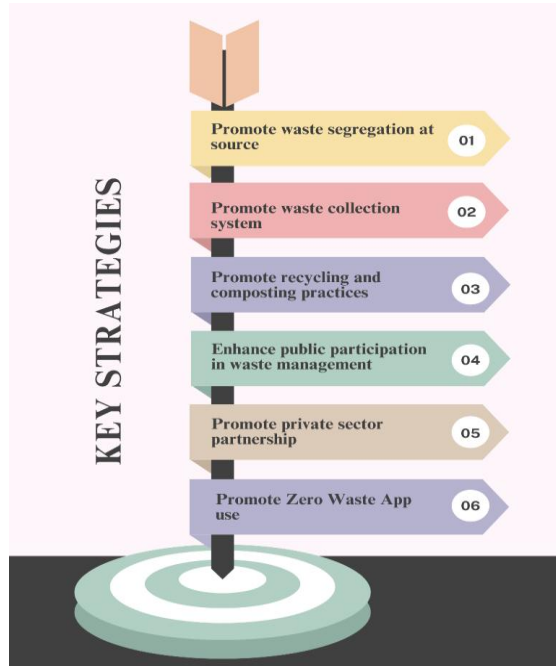 KEY STRATEGIES
Promote waste segregation at
source
01
Promote waste collection
system
02
Promote recycling and
composting practices
03
Enhance public participation
in waste management
04
Promote private sector
partnership
05
Promote Zero Waste App
use
06